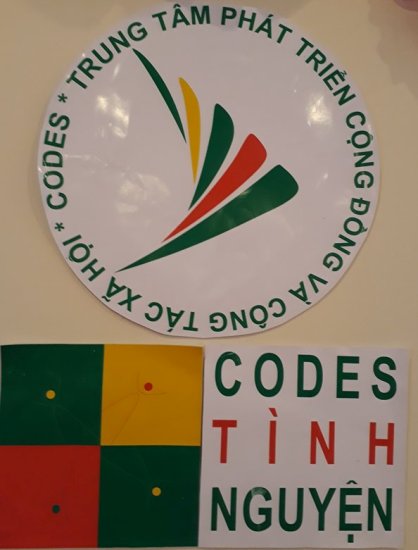 CODES * TRUNG TÂM PHÁT TRIỂN CỘNG ĐỒNG VÀ CÔNG TÁC XÃ HỘI *
CODES
TÌNH
NGUYỆN